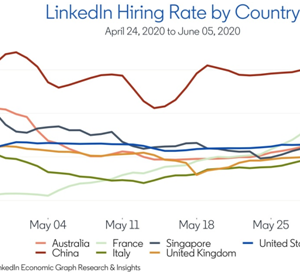 LinkedIn Hiring Rate by Country
April 24, 2020 to June 05, 2020
May 04 May 11 May 18 May 25
Australia France Singapore United Stat
China Italy United Kingdom
nkedIn Economic Graph Research & Insights